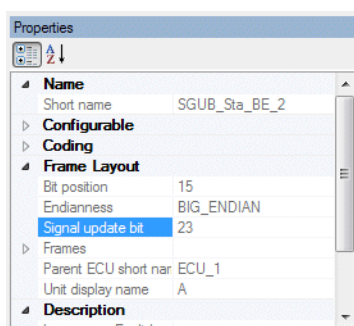 Properties
A
Z
Name
Short name SGUB_Sta_BE_2
Configurable
Coding
Frame Layout
Bit position 15
Endianness BIG_ENDIAN
Signal update bit 23
Frames
Parent ECU short nar ECU_1
Unit display name A
Description